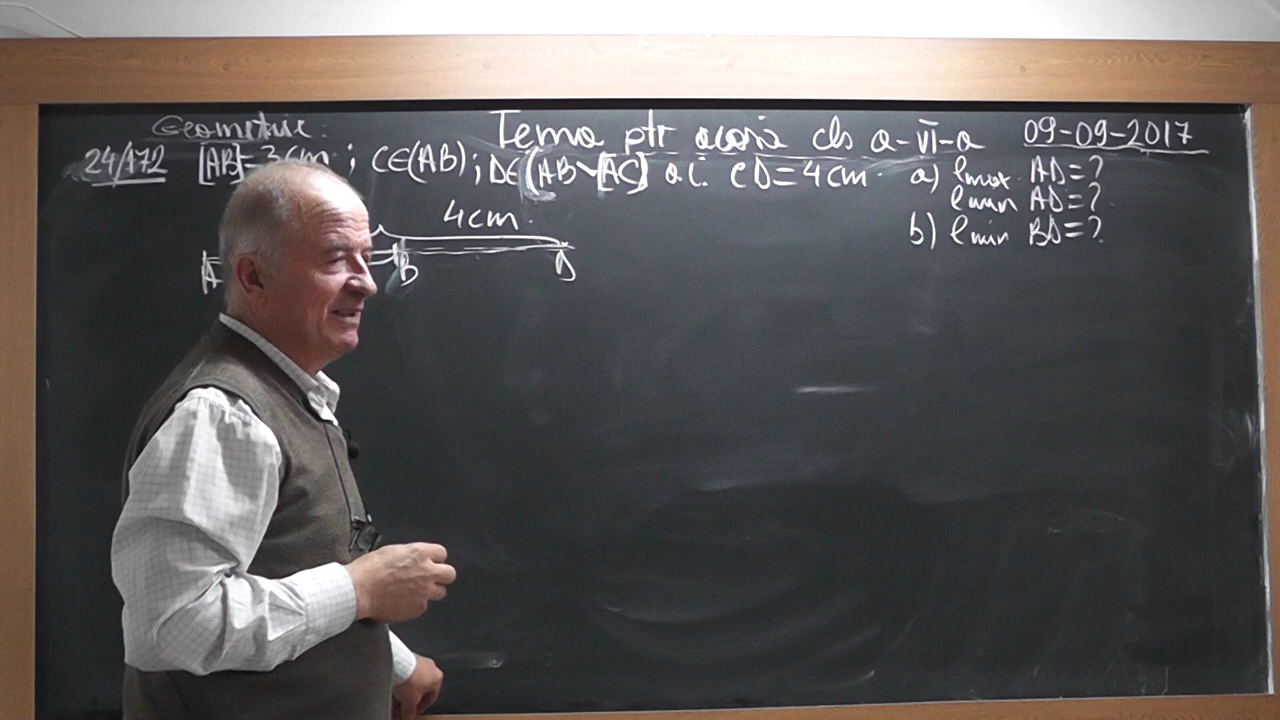 Geometrie: Tema ptr acasă cls a-VI-a 09-09-2017
24/172 [AB]=3cm; C∈(AB); D∈(AB\[AC] a.î. CD=4cm. a) lmax AD=?
lmin AD=?
4cm. b) lmin BD=?
A B D